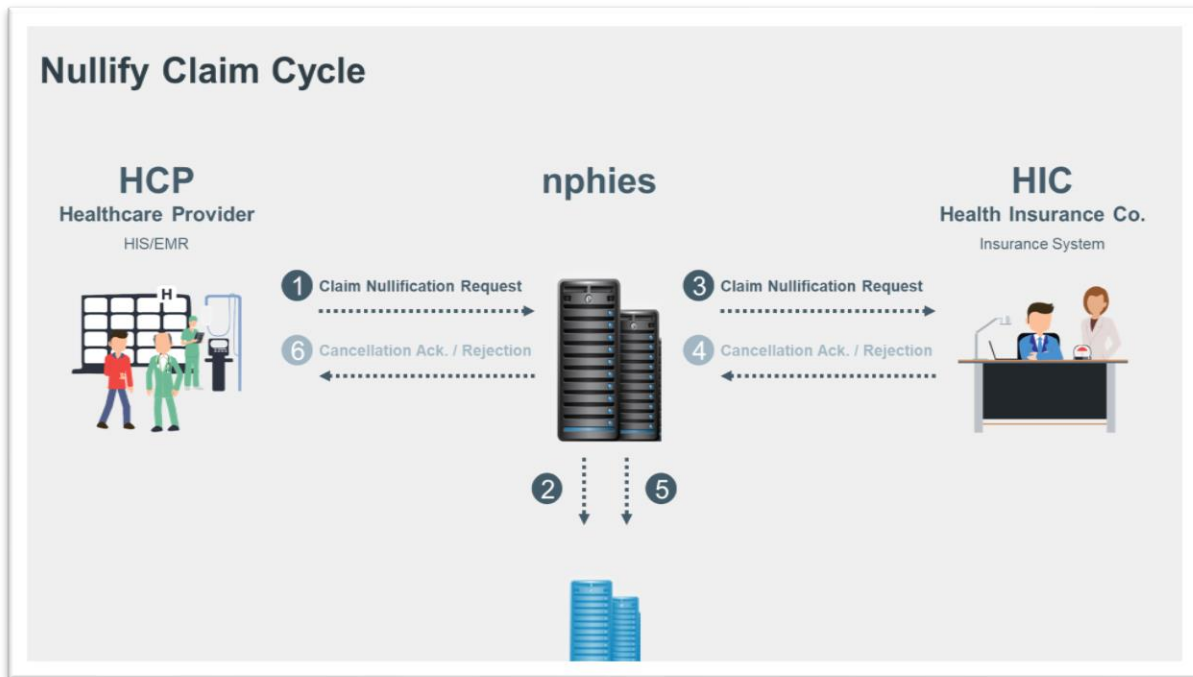 Nullify Claim Cycle
HCP
Healthcare Provider
HIS/EMR
H
nphies
HIC
Health Insurance Co.
Insurance System
1 Claim Nullification Request
6 Cancellation Ack. / Rejection
3 Claim Nullification Request
4 Cancellation Ack. / Rejection
2
5